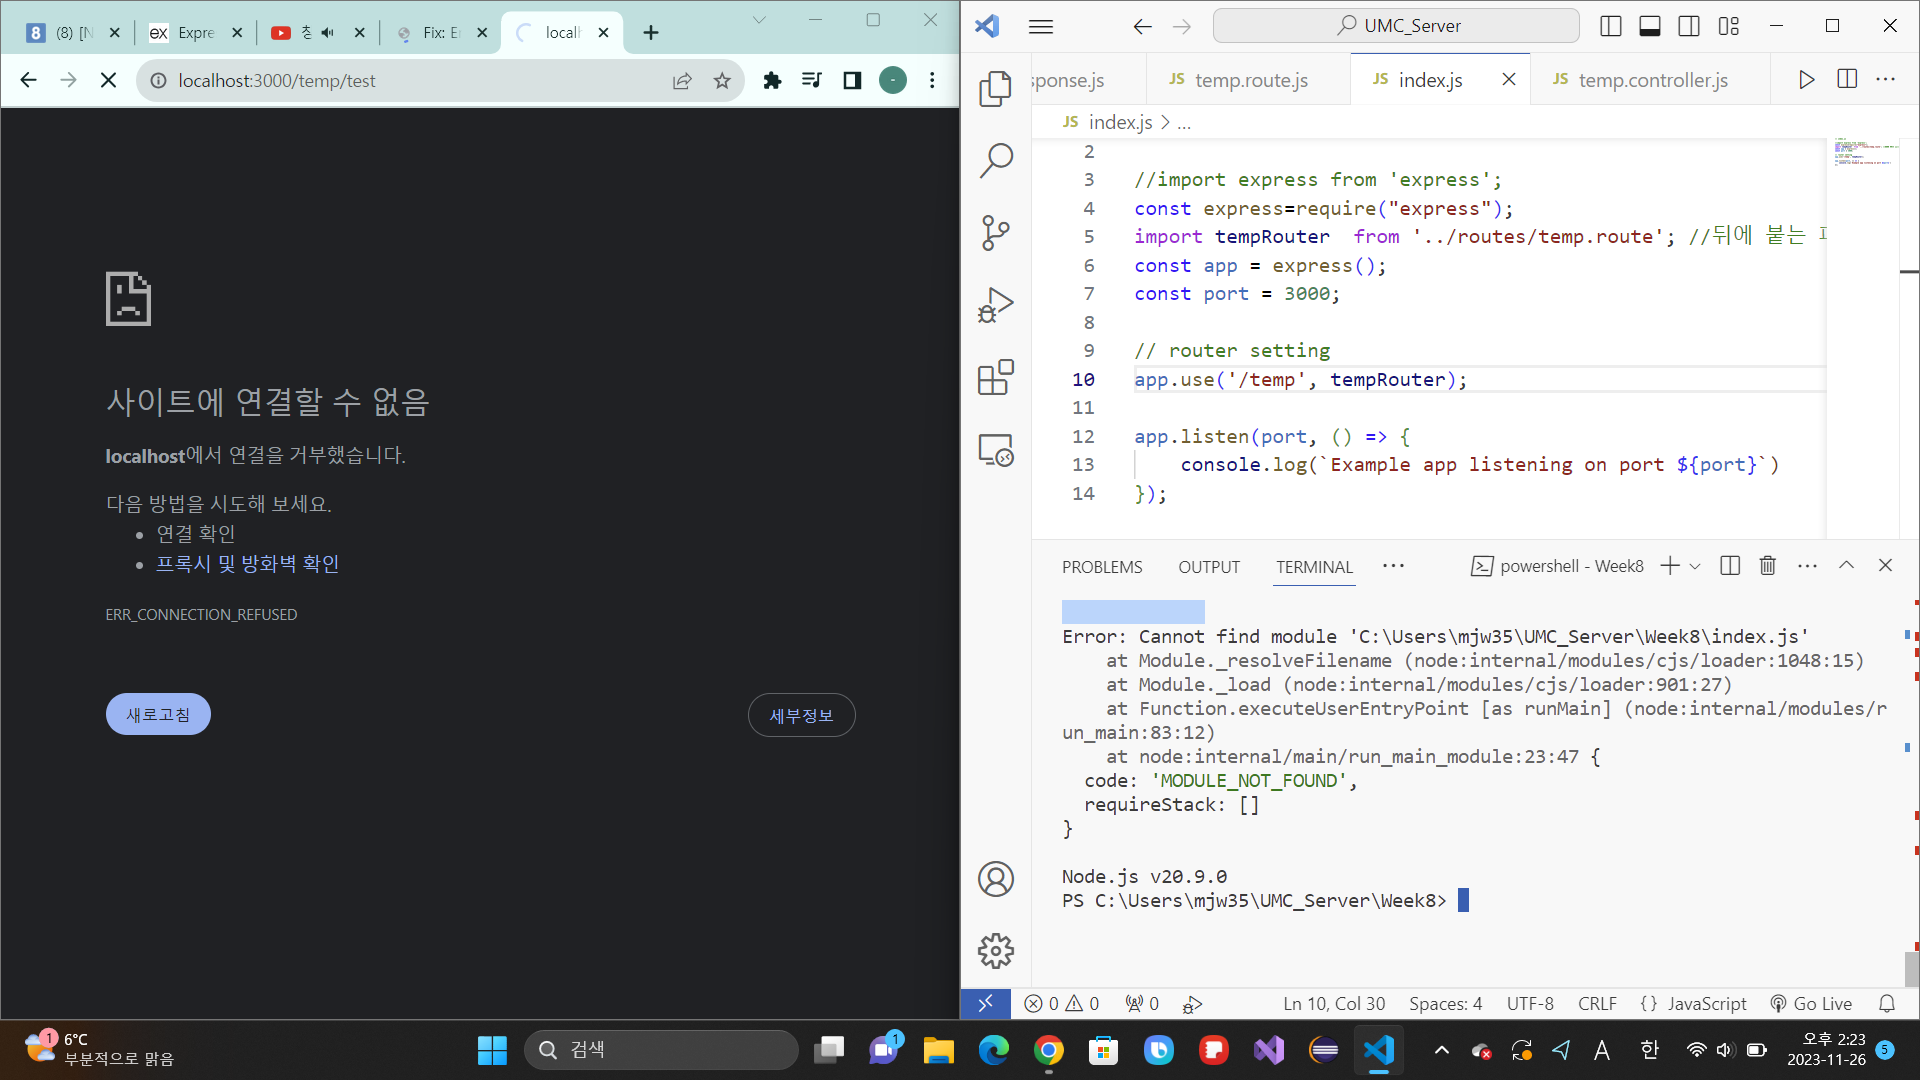 (8) [N
Expre
Fix: E
localh
localhost:3000/temp/test
사이트에 연결할 수 없음
localhost에서 연결을 거부했습니다.
다음 방법을 시도해 보세요.
연결 확인
프록시 및 방화벽 확인
ERR_CONNECTION_REFUSED
새로고침
세부정보
UMC_Server
sponse.js
JS temp.route.js
JS index.js
JS temp.controller.js
JS index.js > ...
2
3 //import express from 'express';
4 const express=require("express");
5 import tempRouter  from '../routes/temp.route'; //뒤에 붙는
6 const app = express();
7 const port = 3000;
8
9 // router setting
10 app.use('/temp', tempRouter);
11
12 app.listen(port, () => {
13     console.log(`Example app listening on port ${port}`)
14 });
PROBLEMS OUTPUT TERMINAL ...
powershell - Week8
Error: Cannot find module 'C:\Users\mjw35\UMC_Server\Week8\index.js'
    at Module._resolveFilename (node:internal/modules/cjs/loader:1048:15)
    at Module._load (node:internal/modules/cjs/loader:901:27)
    at Function.executeUserEntryPoint [as runMain] (node:internal/modules/r
un_main:83:12)
    at node:internal/main/run_main_module:23:47 {
  code: 'MODULE_NOT_FOUND',
  requireStack: []
}
Node.js v20.9.0
PS C:\Users\mjw35\UMC_Server\Week8>
0 0 0 Ln 10, Col 30 Spaces: 4 UTF-8 CRLF {} JavaScript Go Live
1
6°C
부분적으로 맑음
검색
1
A
한
오후 2:23
2023-11-26
5